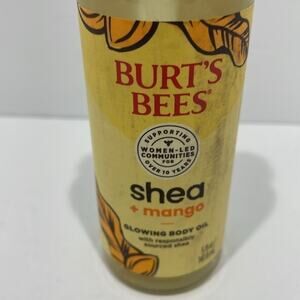 BURT'S
BEES®
SUPPORTING
WOMEN-LED
COMMUNITIES
FOR
OVER 10 YEARS
shea
+ mango
GLOWING BODY OIL
with responsibly
sourced shea